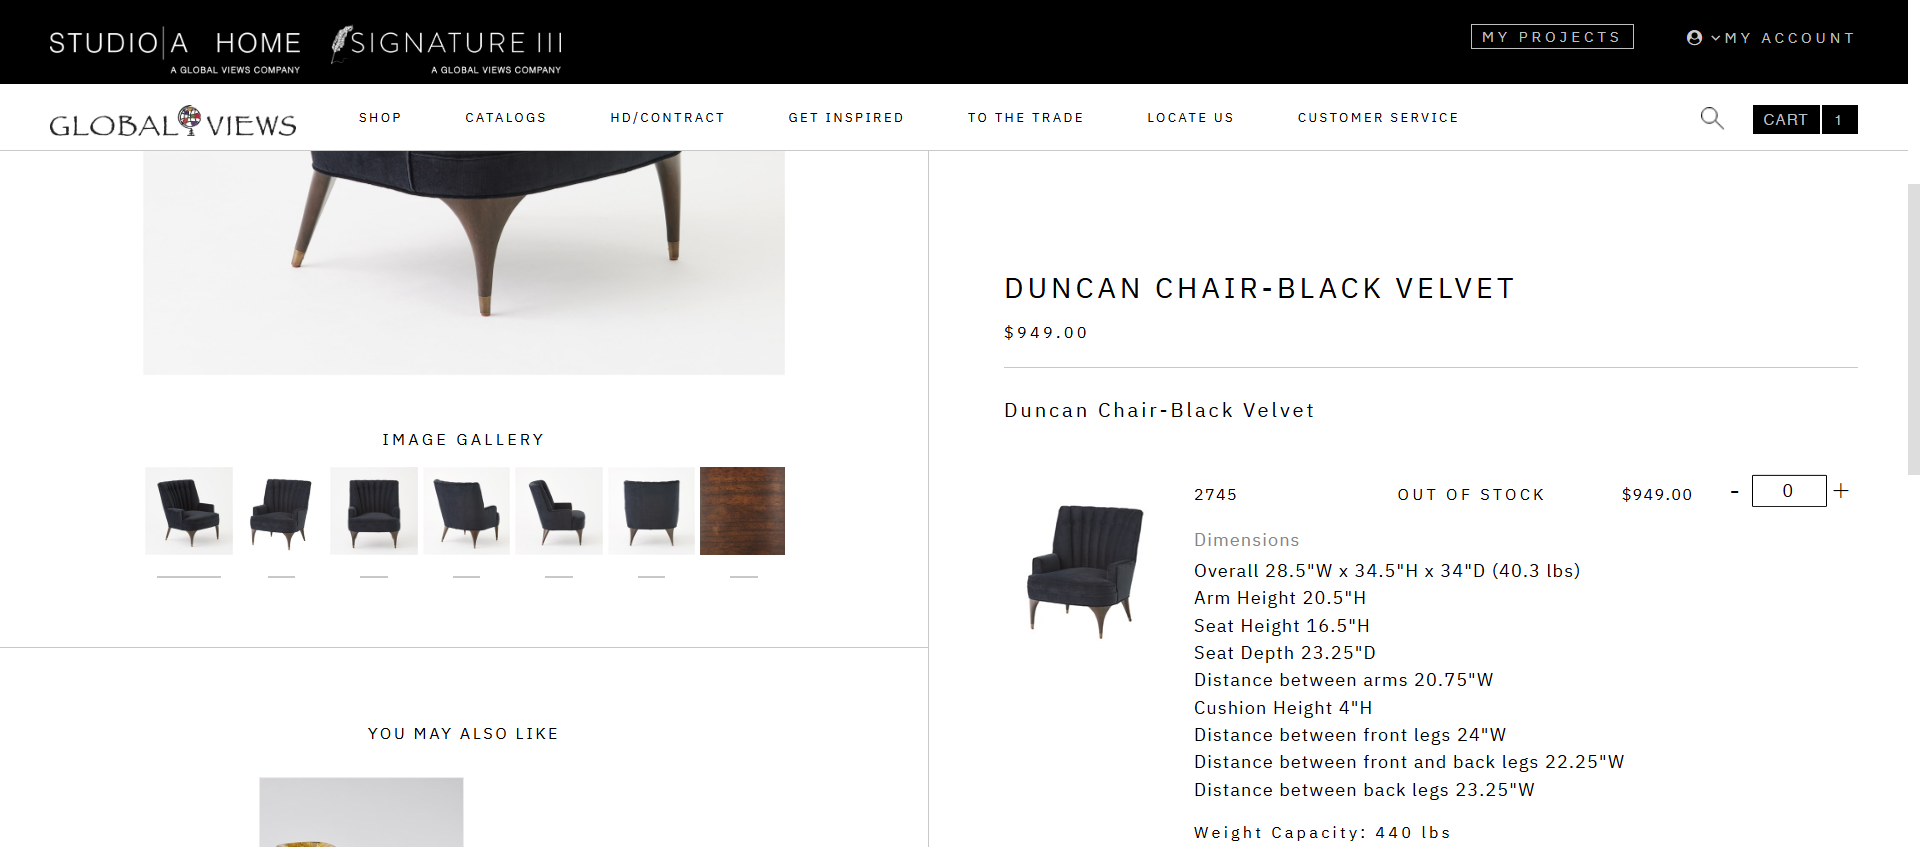 STUDIO|A HOME
A GLOBAL VIEWS COMPANY
SIGNATURE III
A GLOBAL VIEWS COMPANY
MY PROJECTS
MY ACCOUNT
GLOBAL VIEWS
SHOP
CATALOGS
HD/CONTRACT
GET INSPIRED
TO THE TRADE
LOCATE US
CUSTOMER SERVICE
CART 1
DUNCAN CHAIR-BLACK VELVET
$949.00
Duncan Chair-Black Velvet
IMAGE GALLERY
2745 OUT OF STOCK $949.00 - 0 +
Dimensions
Overall 28.5"W x 34.5"H x 34"D (40.3 lbs)
Arm Height 20.5"H
Seat Height 16.5"H
Seat Depth 23.25"D
Distance between arms 20.75"W
Cushion Height 4"H
Distance between front legs 24"W
Distance between front and back legs 22.25"W
Distance between back legs 23.25"W
Weight Capacity: 440 lbs
YOU MAY ALSO LIKE